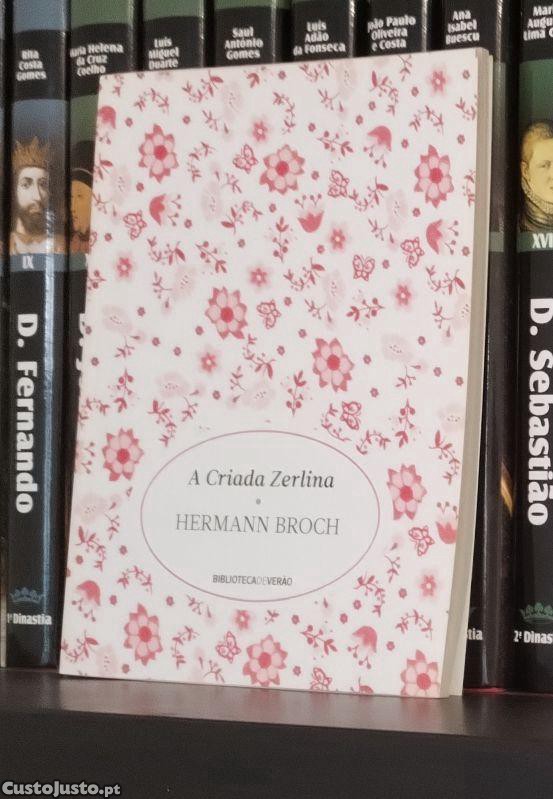 Rita
Costa
Gomes
IX
D. Fernando
1ª Dinastia
Maria Helena
da Cruz
Coelho
Luís
Miguel
Duarte
Saul
António
Gomes
Luís
Adão
da Fonseca
João Paulo
Oliveira
e Costa
Ana
Isabel
Buescu
XVI
D. Sebastião
2ª Dinastia
A Criada Zerlina
HERMANN BROCH
BIBLIOTECADEVERÃO
CustoJusto.pt